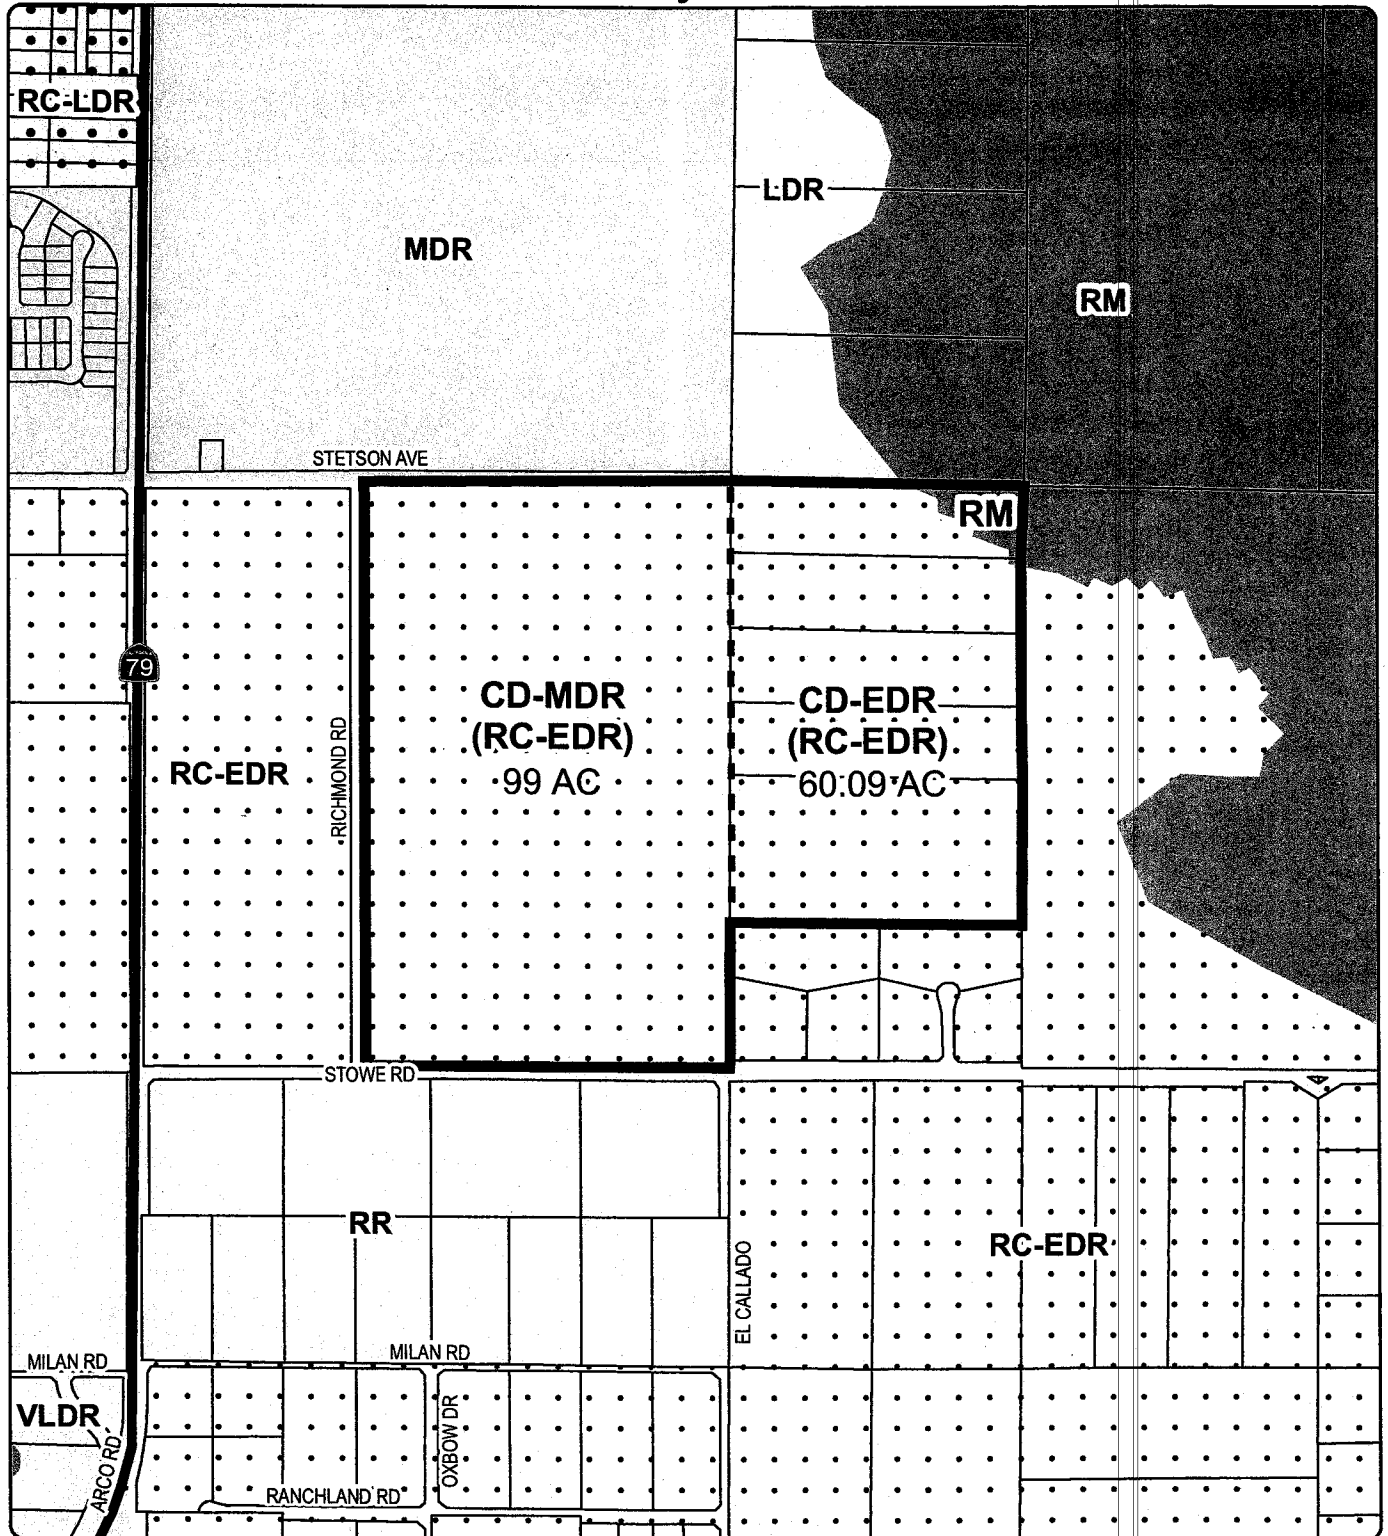 RC-LDR
MDR
LDR
RM
STETSON AVE
RM
79
RICHMOND RD
RC-EDR
CD-MDR
(RC-EDR)
99 AC
CD-EDR
(RC-EDR)
60.09 AC
STOWE RD
RR
EL CALLADO
RC-EDR
MILAN RD
MILAN RD
VLDR
ARCO RD
OXBOW DR
RANCHLAND RD